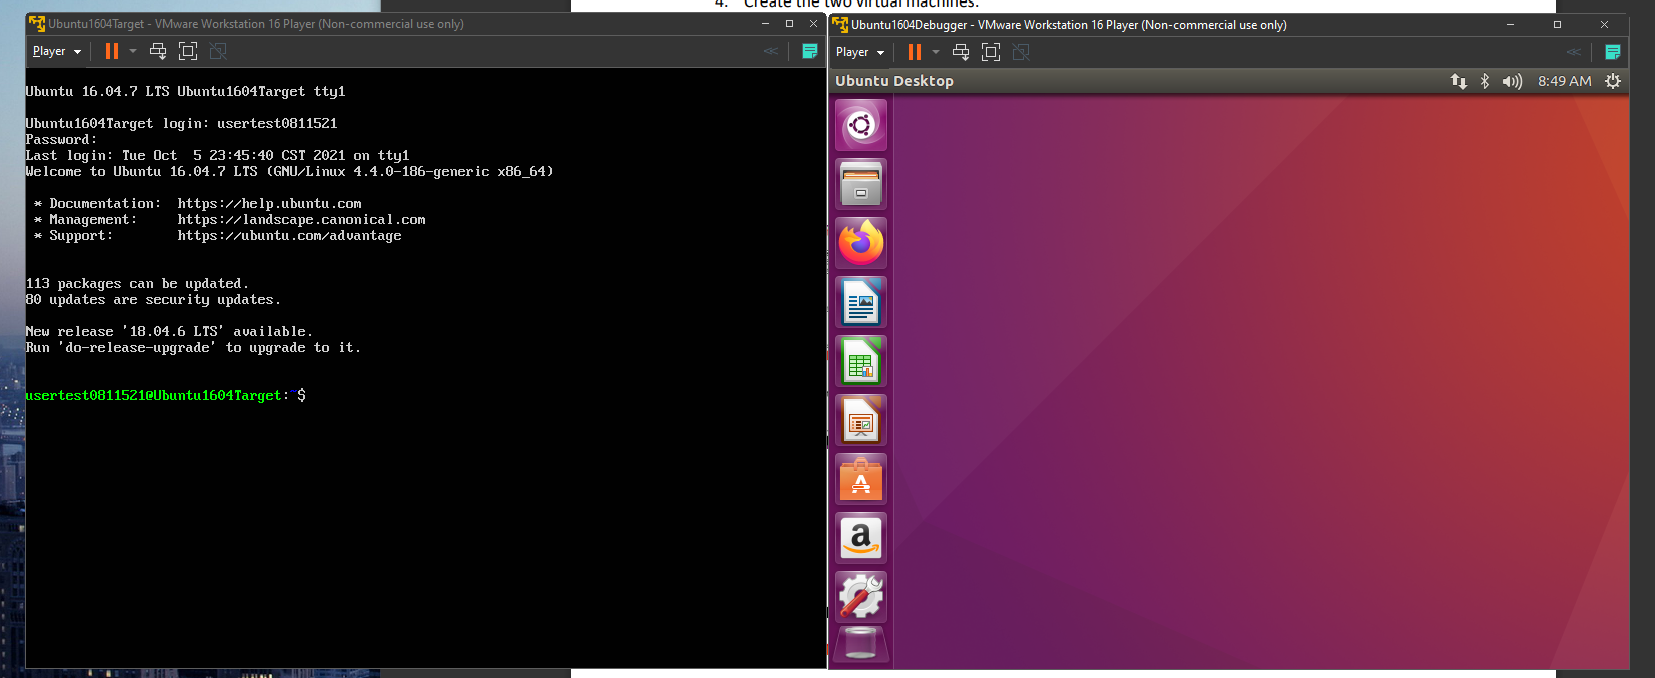 4. Create the two virtual machines.
Ubuntu1604Target - VMware Workstation 16 Player (Non-commercial use only)
Player
Ubuntu 16.04.7 LTS Ubuntu1604Target tty1
Ubuntu1604Target login: usertest0811521
Password:
Last login: Tue Oct  5 23:45:40 CST 2021 on tty1
Welcome to Ubuntu 16.04.7 LTS (GNU/Linux 4.4.0-186-generic x86_64)
* Documentation:  https://help.ubuntu.com
* Management:     https://landscape.canonical.com
* Support:        https://ubuntu.com/advantage
113 packages can be updated.
80 updates are security updates.
New release '18.04.6 LTS' available.
Run 'do-release-upgrade' to upgrade to it.
usertest0811521@Ubuntu1604Target:~$
Ubuntu1604Debugger - VMware Workstation 16 Player (Non-commercial use only)
Player
Ubuntu Desktop
8:49 AM